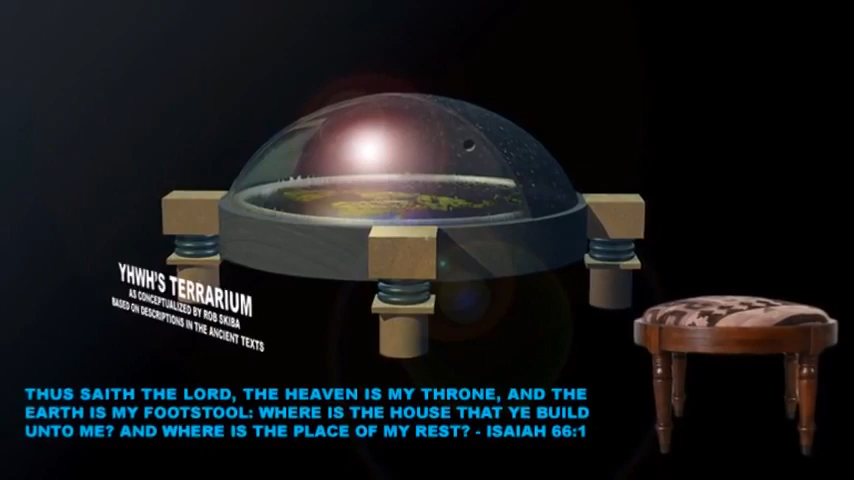 YHWH'S TERRARIUM
AS CONCEPTUALIZED BY ROB SKIBA
BASED ON DESCRIPTIONS IN THE ANCIENT TEXTS
THUS SAITH THE LORD, THE HEAVEN IS MY THRONE, AND THE
EARTH IS MY FOOTSTOOL: WHERE IS THE HOUSE THAT YE BUILD
UNTO ME? AND WHERE IS THE PLACE OF MY REST? - ISAIAH 66:1